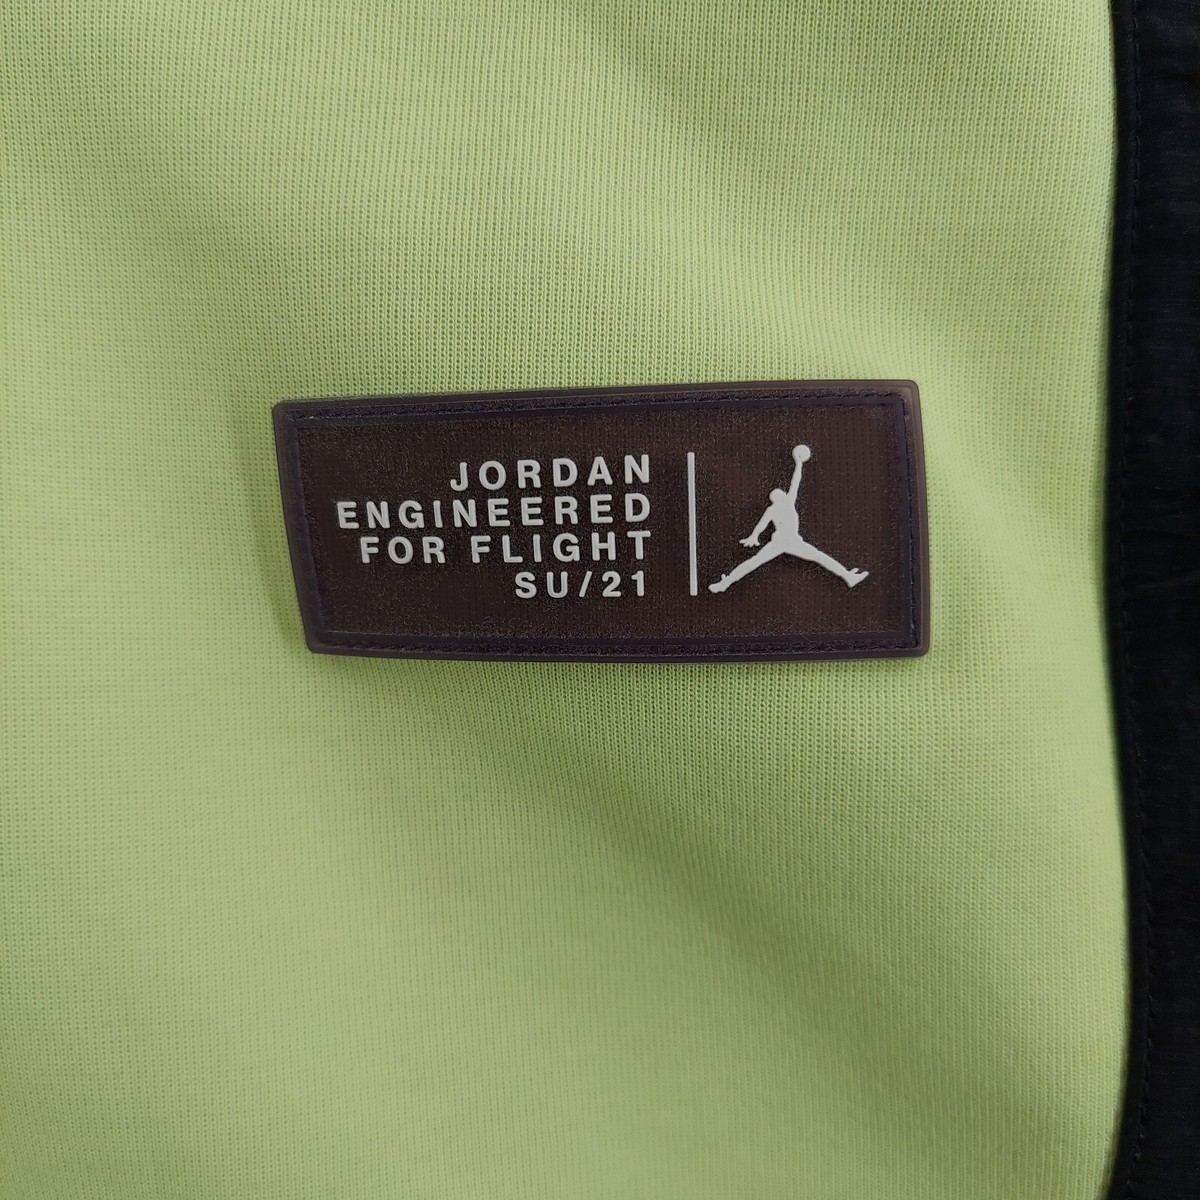 JORDAN
ENGINEERED
FOR FLIGHT
SU/21